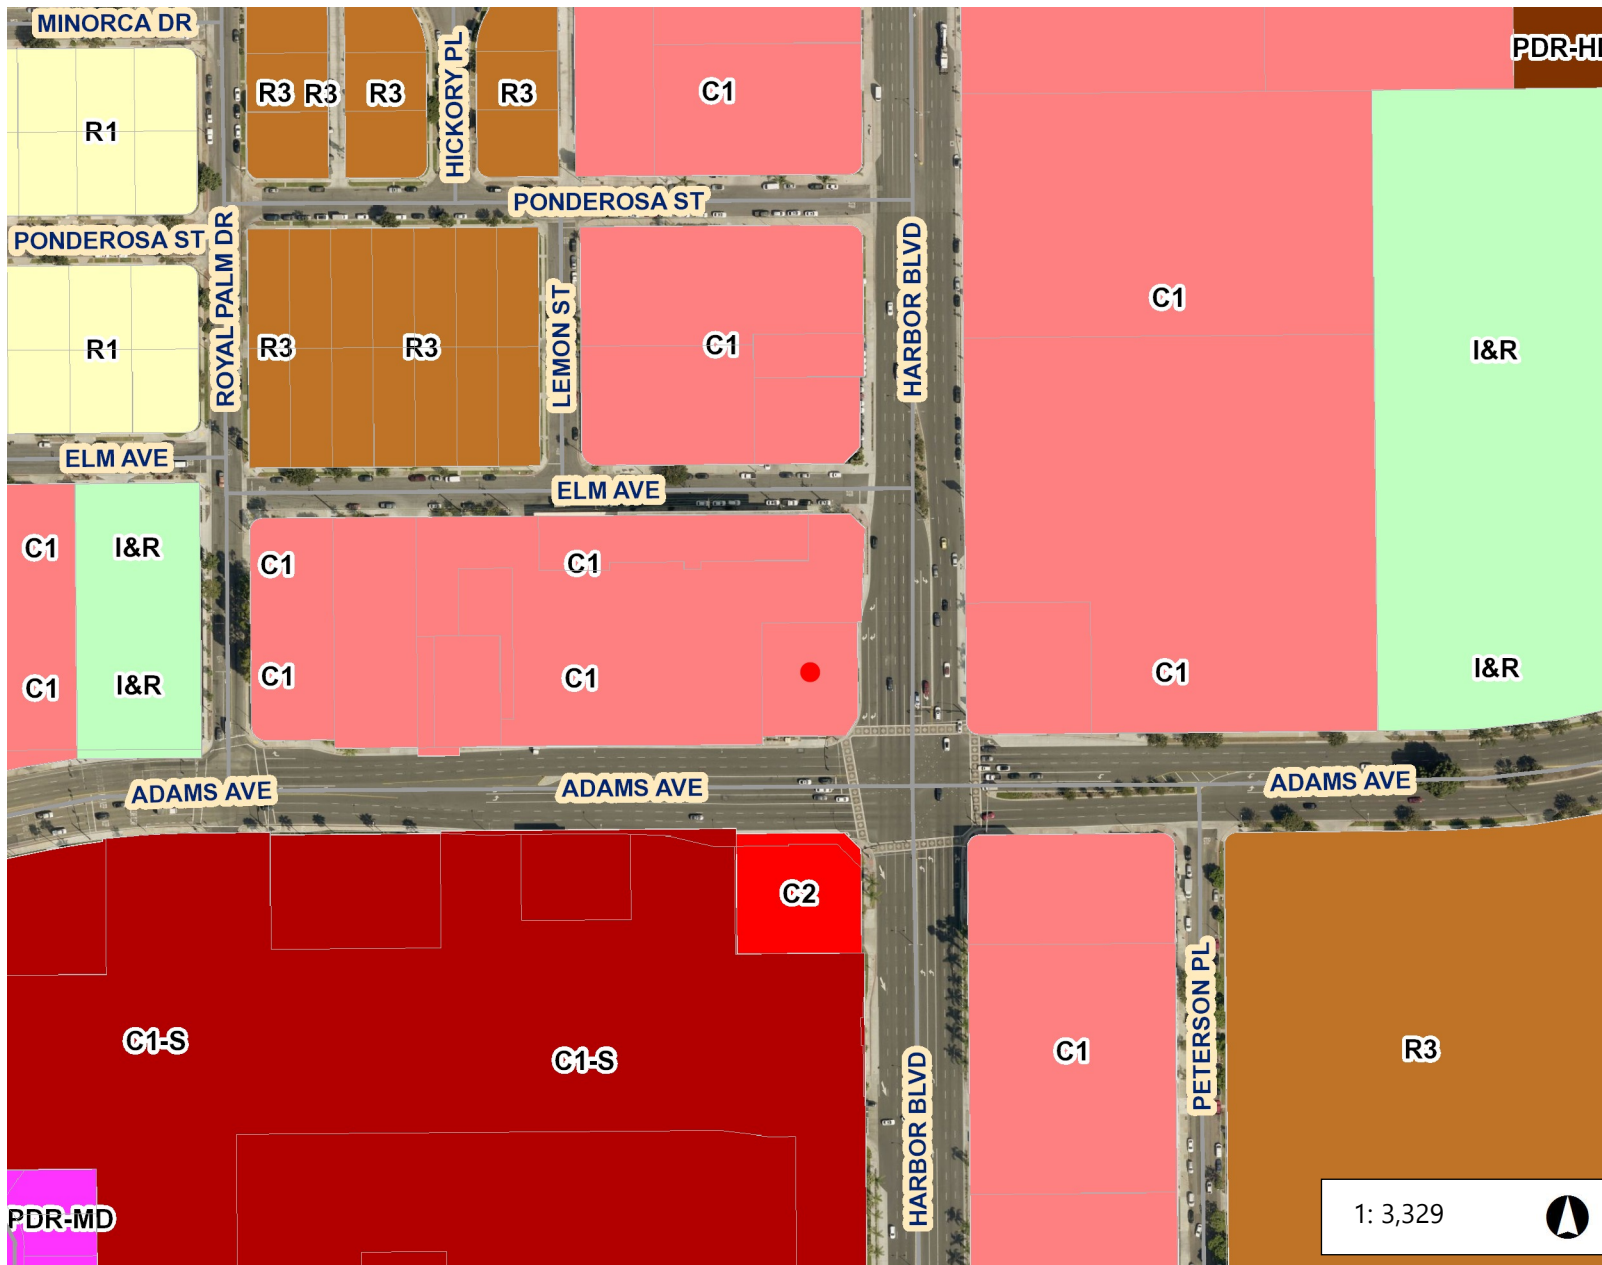 MINORCA DR
HICKORY PL
PDR-HI
R3
R3
R3
R3
C1
R1
PONDEROSA ST
PONDEROSA ST
ROYAL PALM DR
HARBOR BLVD
LEMON ST
C1
R1
R3
R3
C1
I&R
ELM AVE
ELM AVE
C1
I&R
C1
C1
C1
I&R
C1
C1
C1
I&R
ADAMS AVE
ADAMS AVE
ADAMS AVE
C2
C1-S
C1-S
C1
R3
PETERSON PL
HARBOR BLVD
PDR-MD
1: 3,329